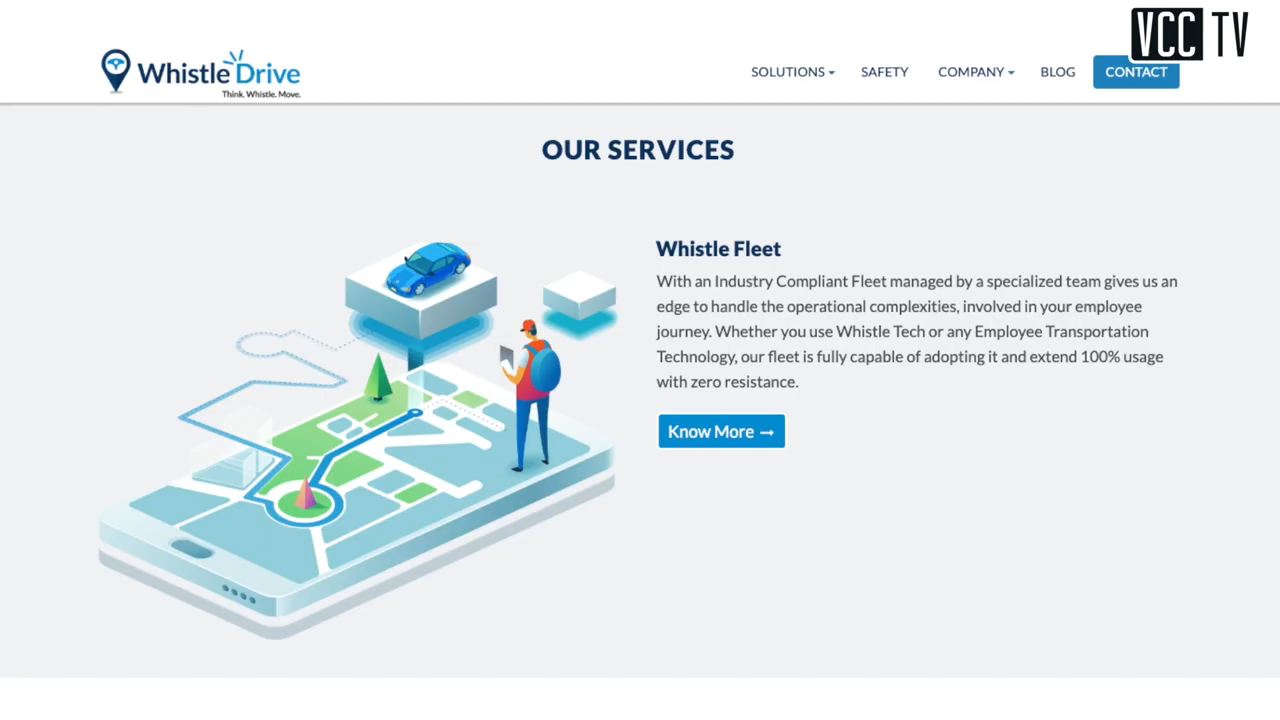 VCC TV
Whistle Drive
Think. Whistle. Move.
SOLUTIONS SAFETY COMPANY BLOG CONTACT
OUR SERVICES
Whistle Fleet
With an Industry Compliant Fleet managed by a specialized team gives us an
edge to handle the operational complexities, involved in your employee
journey. Whether you use Whistle Tech or any Employee Transportation
Technology, our fleet is fully capable of adopting it and extend 100% usage
with zero resistance.
Know More →